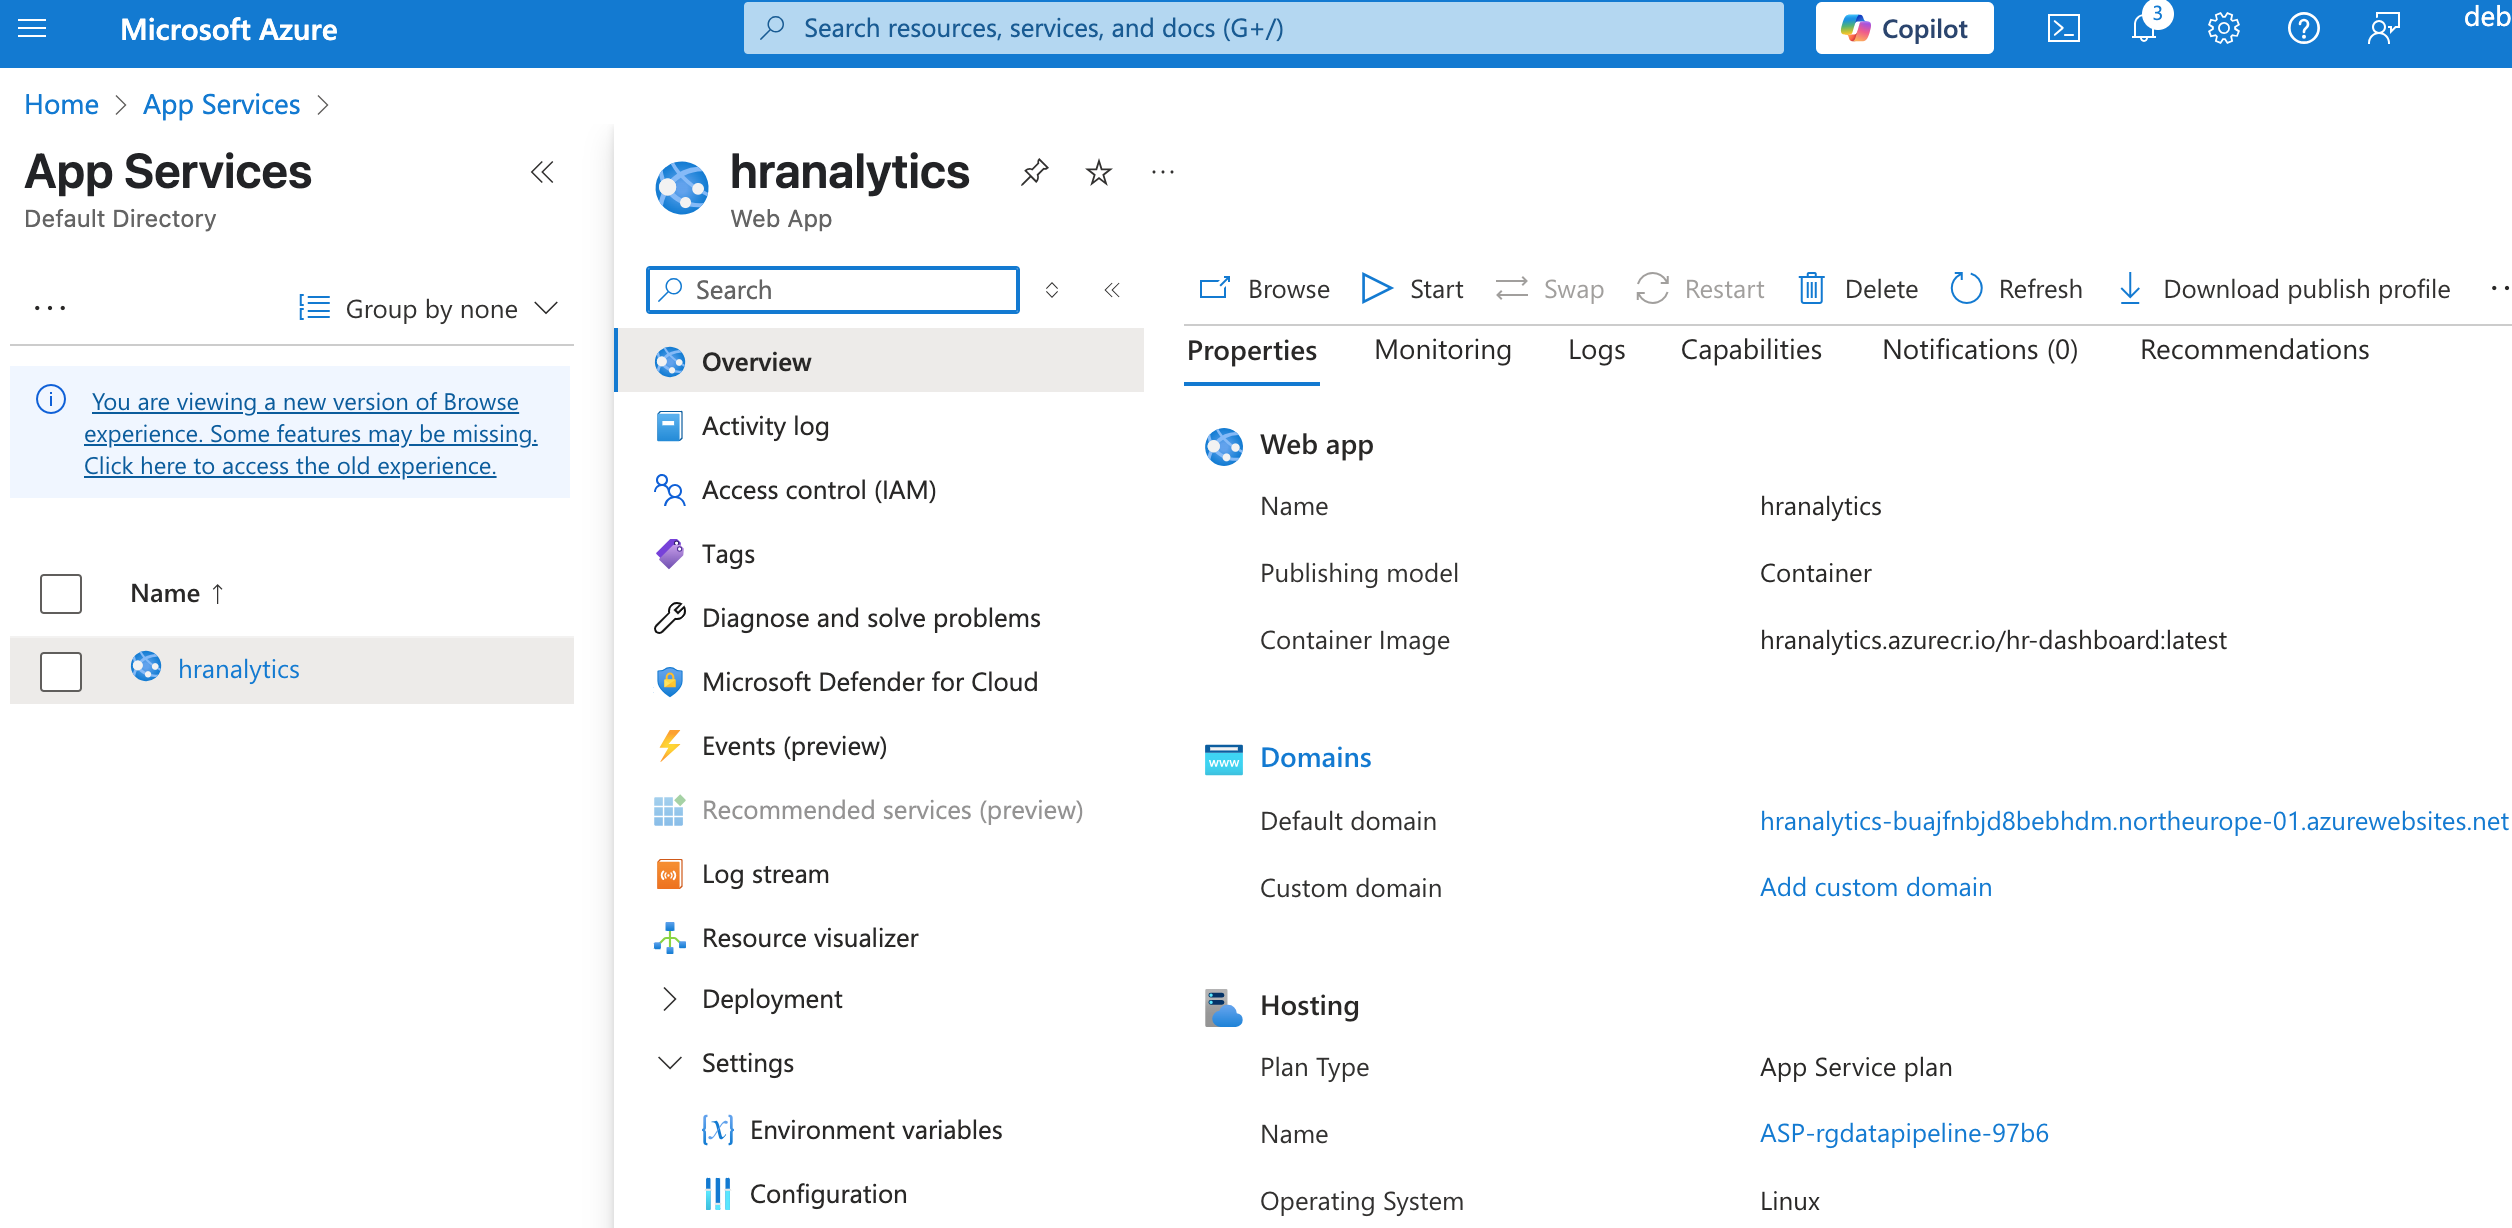 Microsoft Azure
Search resources, services, and docs (G+/)
Copilot
3
deb
Home
App Services
App Services
Default Directory
Group by none
You are viewing a new version of Browse
experience. Some features may be missing.
Click here to access the old experience.
Name ↑
hranalytics
hranalytics
Web App
Search
Overview
Activity log
Access control (IAM)
Tags
Diagnose and solve problems
Microsoft Defender for Cloud
Events (preview)
Recommended services (preview)
Log stream
Resource visualizer
Deployment
Settings
Environment variables
Configuration
Browse Start Swap Restart Delete Refresh Download publish profile
Properties Monitoring Logs Capabilities Notifications (0) Recommendations
Web app
Name hranalytics
Publishing model Container
Container Image hranalytics.azurecr.io/hr-dashboard:latest
www
Domains
Default domain hranalytics-buajfnbjd8bebhdm.northeurope-01.azurewebsites.net
Custom domain Add custom domain
Hosting
Plan Type App Service plan
Name ASP-rgdatapipeline-97b6
Operating System Linux